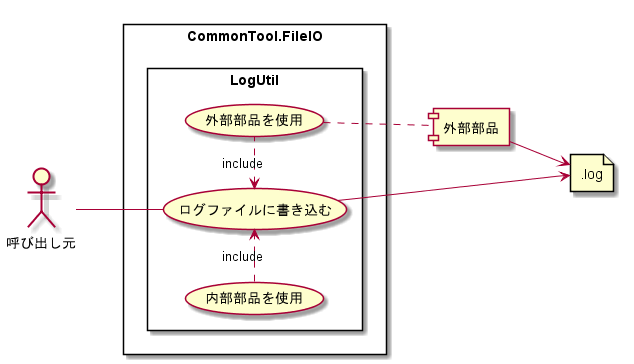 CommonTool.FileIO
LogUtil
外部部品を使用
外部部品
include
.log
ログファイルに書き込む
呼び出し元
include
内部部品を使用